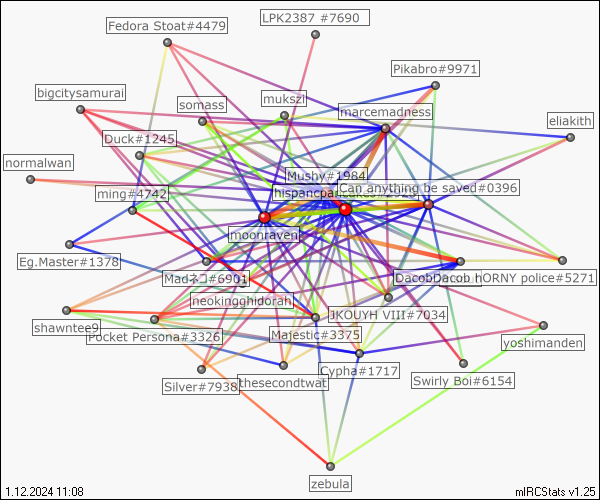 LPK2387 #7690
Fedora Stoat#4479
Pikabro#9971
bigcitysamurai
somass
mukszi
marcemadness
eliakith
Duck#1245
normalwan
Mushy#1984
ming#4742
Can anything be saved#0396
moonraven
Eg.Master#1378
Madネコ#6901
DacobDacob
hORNY police#5271
neokingghidorah
JKOUYH VIII#7034
shawntee9
Pocket Persona#3326
Majestic#3375
yoshimanden
Cypha#1717
Silver#7938
thesecondtwat
Swirly Boi#6154
zebula
1.12.2024 11:08
mIRCStats v1.25